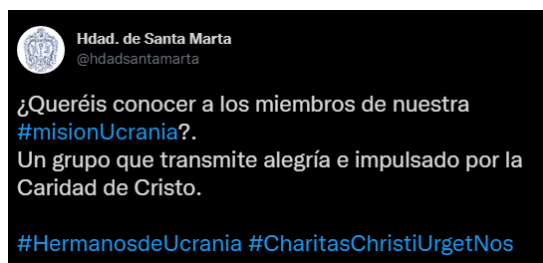 Hdad. de Santa Marta
@hdadsantamarta
¿Queréis conocer a los miembros de nuestra
#misionUcrania?.
Un grupo que transmite alegría e impulsado por la
Caridad de Cristo.
#HermanosdeUcrania #CharitasChristiUrgetNos